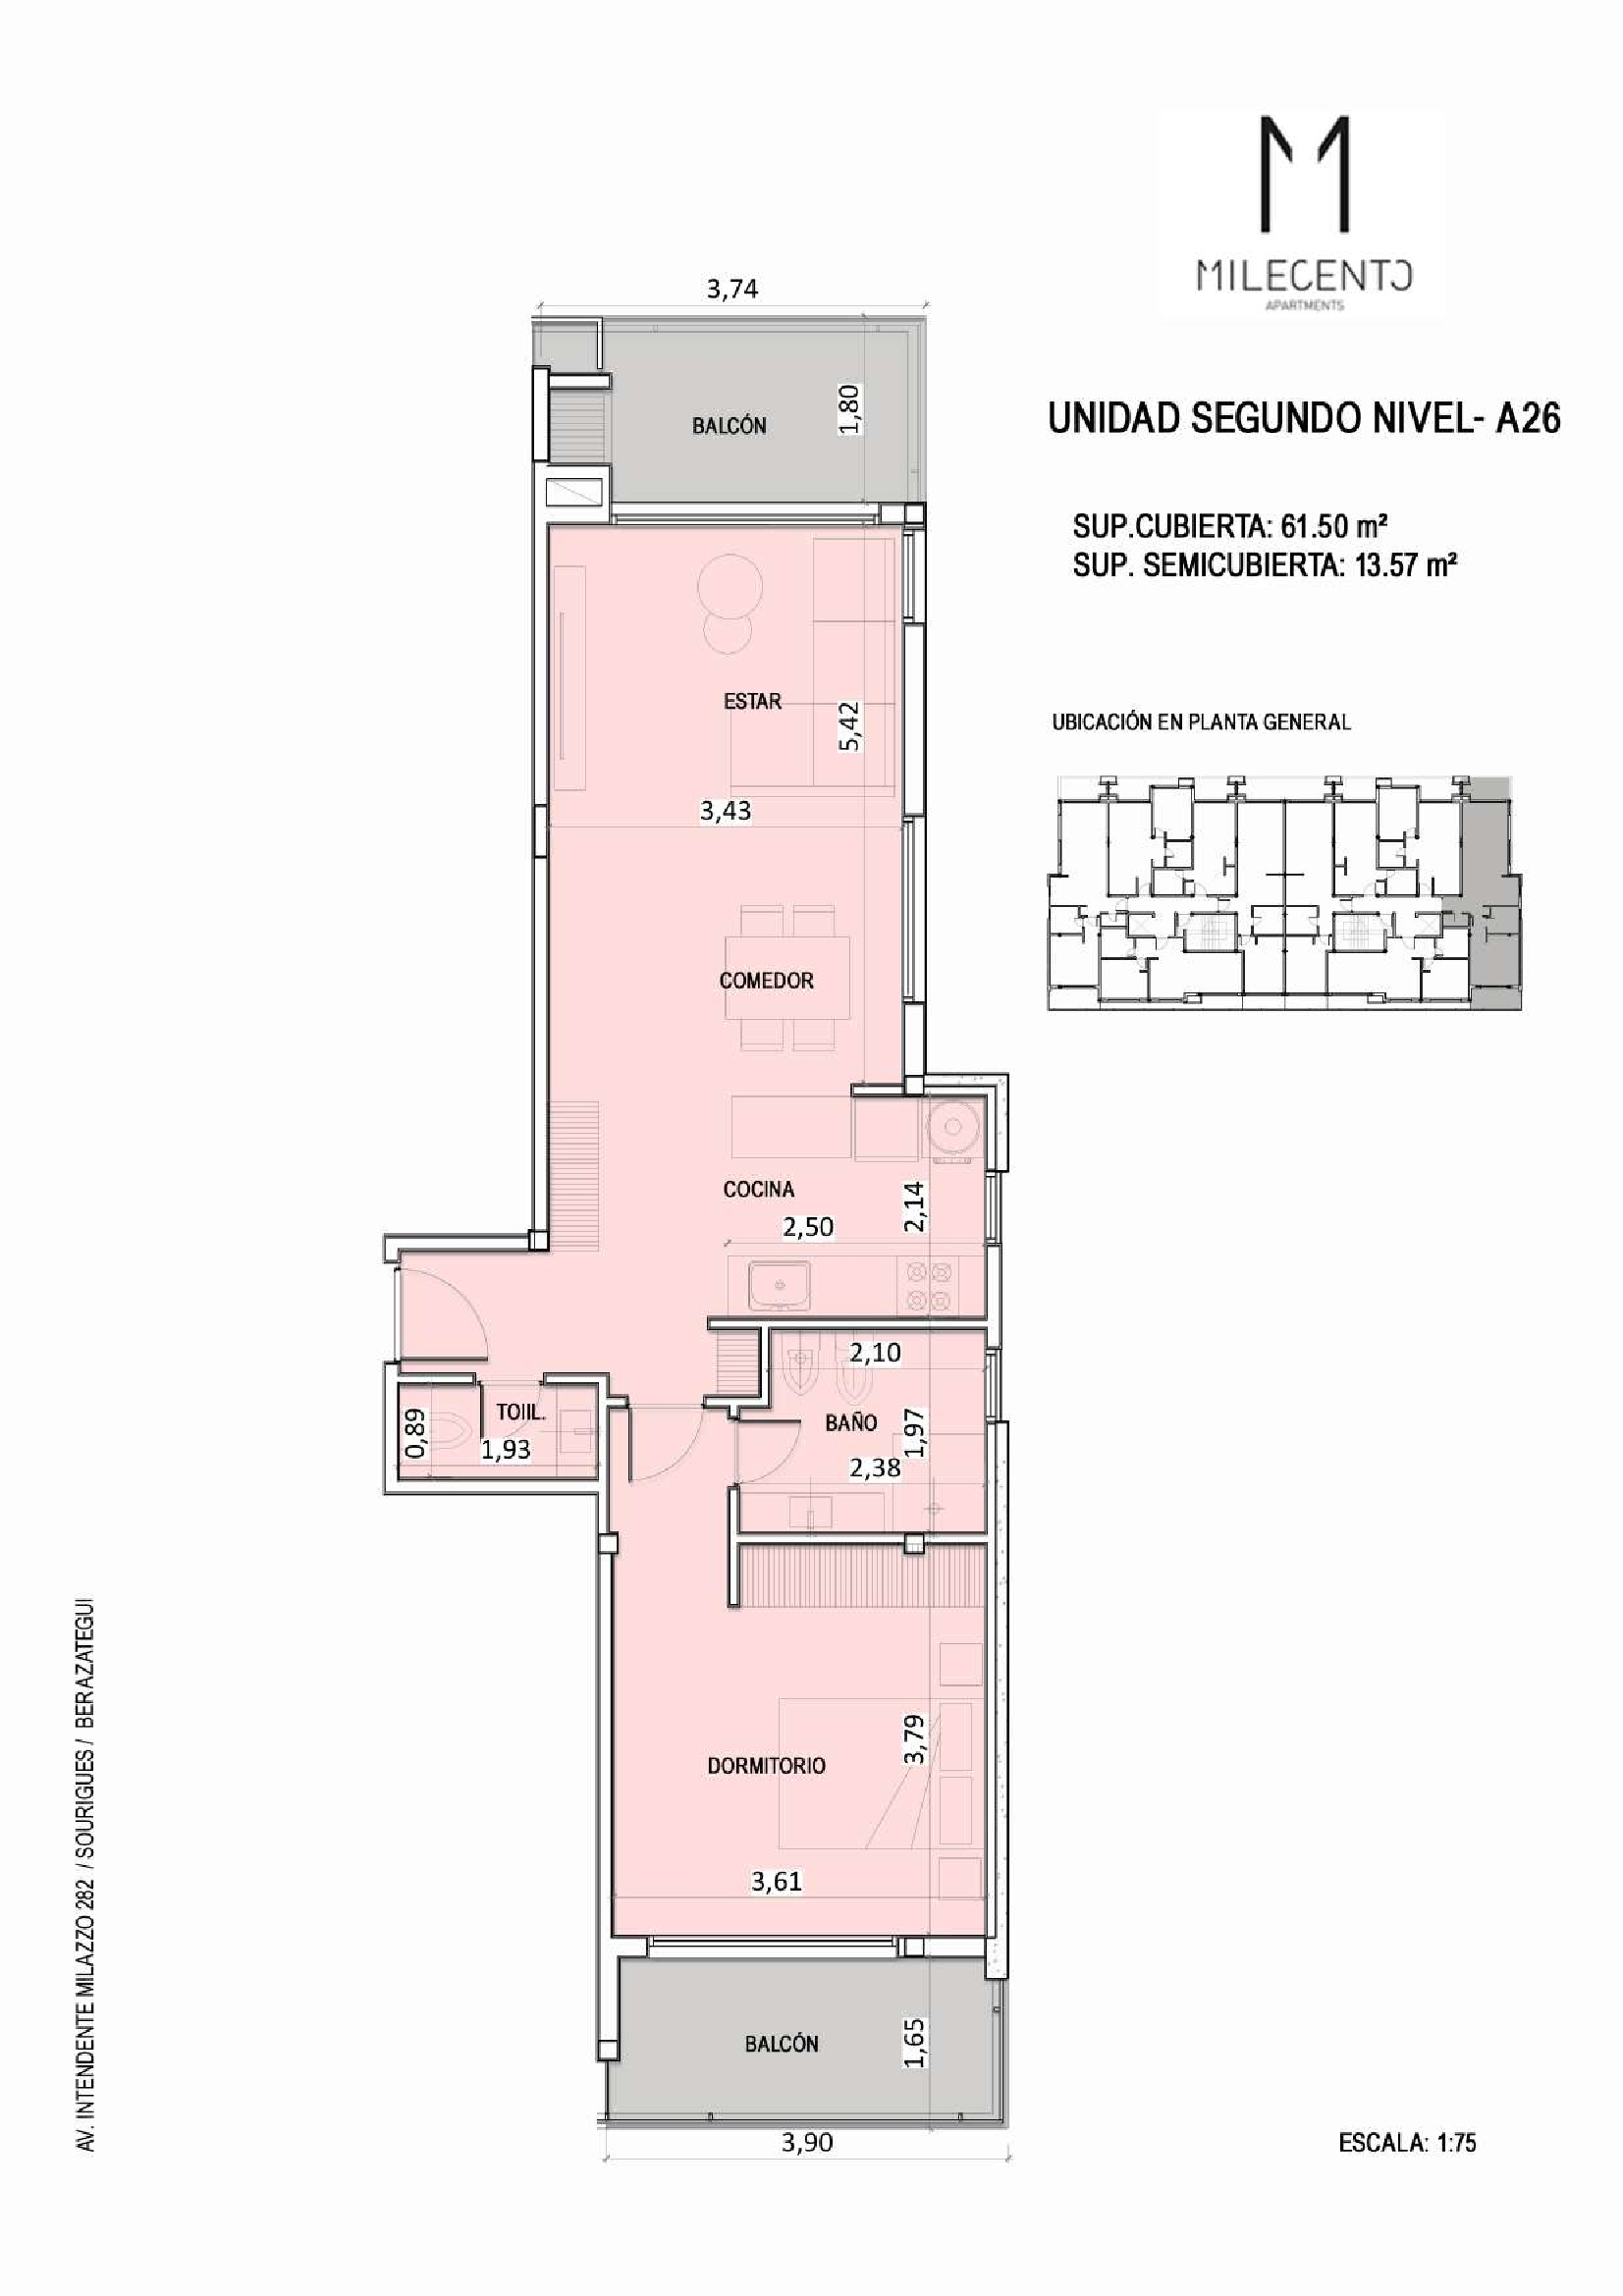 MILECENTO
APARTMENTS
UNIDAD SEGUNDO NIVEL- A26
SUP.CUBIERTA: 61.50 m²
SUP. SEMICUBIERTA: 13.57 m²
UBICACIÓN EN PLANTA GENERAL
3,74
BALCÓN
1,80
ESTAR
5,42
3,43
COMEDOR
COCINA
2,14
2,50
2,10
TOIIL.
0,89
1,93
BAÑO
1,97
2,38
DORMITORIO
3,79
3,61
BALCÓN
1,65
3,90
AV. INTENDENTE MILAZZO 282 / SOURIGUES / BERAZATEGUI
ESCALA: 1:75